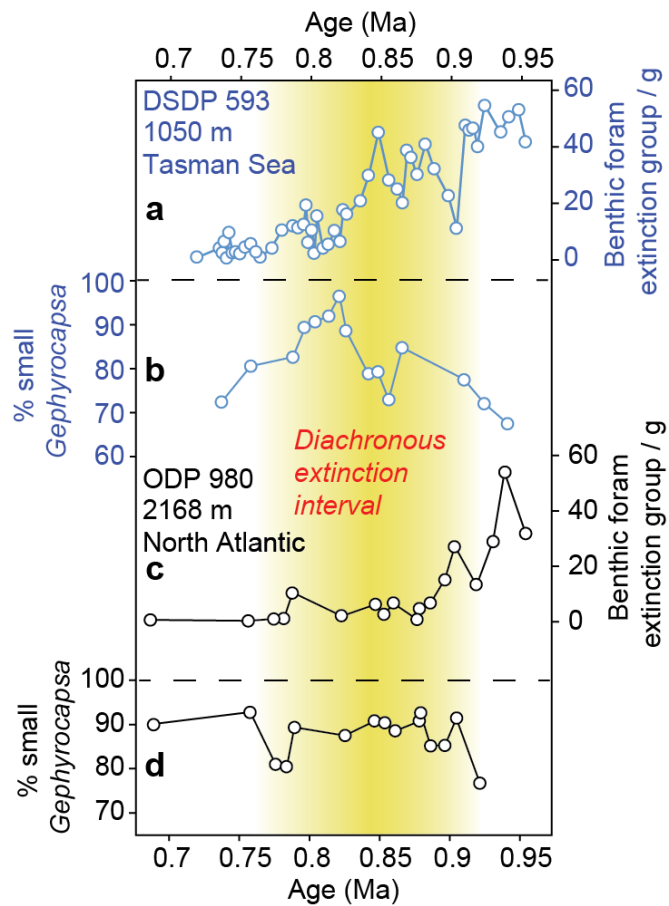 Age (Ma)
0.7 0.75 0.8 0.85 0.9 0.95
DSDP 593
1050 m
Tasman Sea
a
60
40
20
0
Benthic foram
extinction group / g
100
90
80
70
60
% small
Gephyrocapsa
b
Diachronous
extinction
interval
ODP 980
2168 m
North Atlantic
c
60
40
20
0
Benthic foram
extinction group / g
100
90
80
70
% small
Gephyrocapsa
d
0.7 0.75 0.8 0.85 0.9 0.95
Age (Ma)